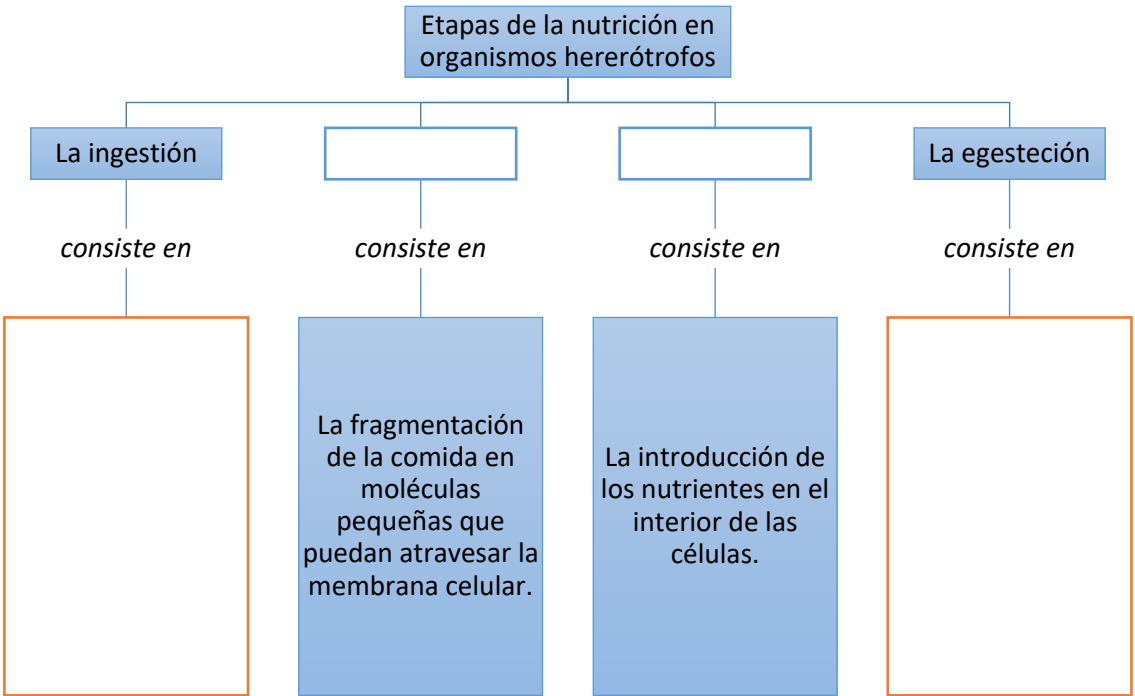 Etapas de la nutrición en
organismos hererótrofos
La ingestión
La egesteción
consiste en
consiste en
consiste en
consiste en
La fragmentación
de la comida en
moléculas
pequeñas que
puedan atravesar la
membrana celular.
La introducción de
los nutrientes en el
interior de las
células.